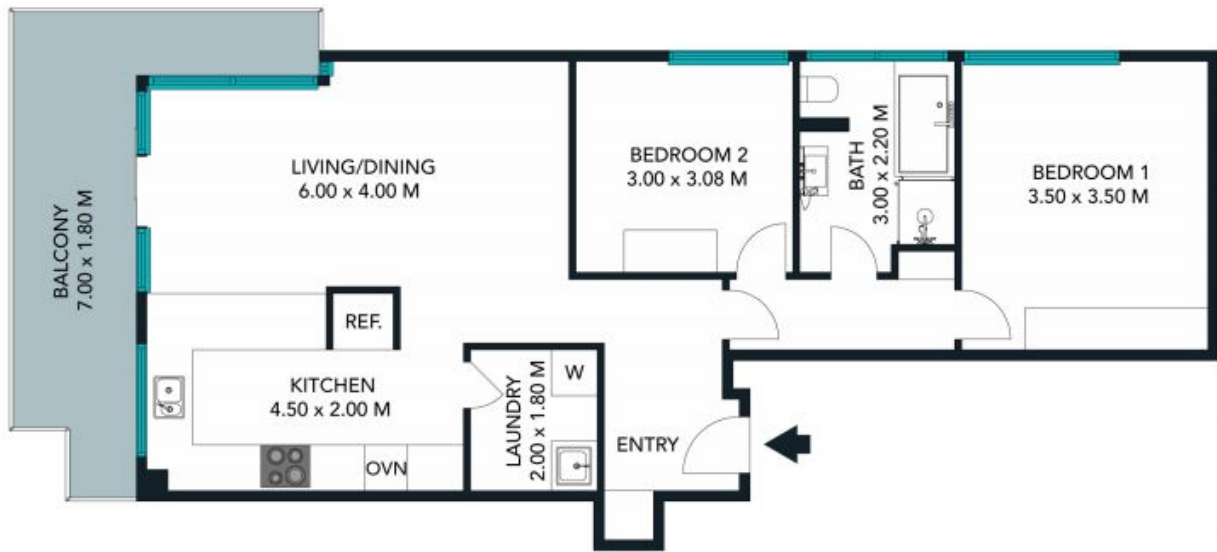 BALCONY
7.00 x 1.80 M
LIVING/DINING
6.00 x 4.00 M
BEDROOM 2
3.00 x 3.08 M
BATH
3.00 x 2.20 M
BEDROOM 1
3.50 x 3.50 M
REF.
KITCHEN
4.50 x 2.00 M
OVN
LAUNDRY
2.00 x 1.80 M
W
ENTRY